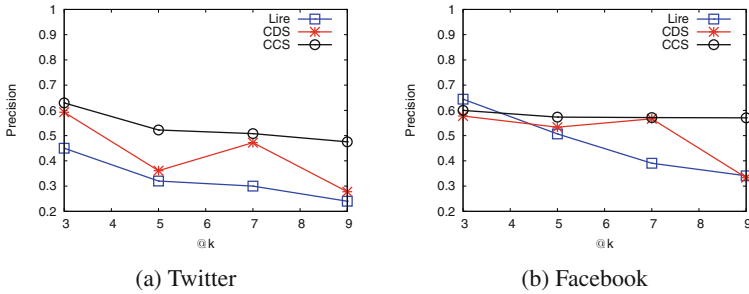 1
0.9
0.8
0.7
0.6
0.5
0.4
0.3
0.2
Precision
3 4 5 6 7 8 9
@k
Lire
CDS
CCS
(a) Twitter
1
0.9
0.8
0.7
0.6
0.5
0.4
0.3
0.2
Precision
3 4 5 6 7 8 9
@k
Lire
CDS
CCS
(b) Facebook